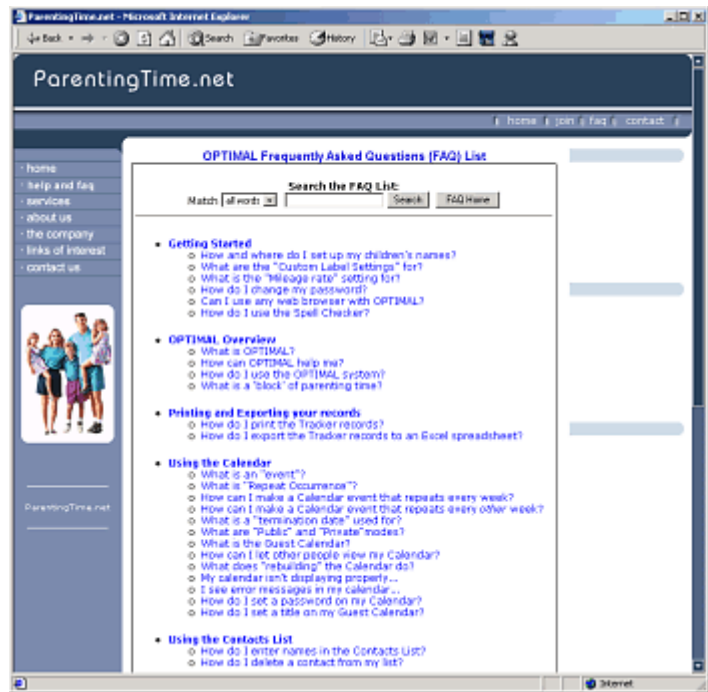 ParentingTime.net - Microsoft Internet Explorer
Back Search Favorites History
ParentingTime.net
home join faq contact
OPTIMAL Frequently Asked Questions (FAQ) List
Search the FAQ List:
Match all words Search FAQ Home
home
help and faq
services
about us
the company
links of interest
contact us
ParentingTime.net
Getting Started
How and where do I set up my children's names?
What are the "Custom Label Settings" for?
What is the "Mileage rate" setting for?
How do I change my password?
Can I use any web browser with OPTIMAL?
How do I use the Spell Checker?
OPTIMAL Overview
What is OPTIMAL?
How can OPTIMAL help me?
How do I use the OPTIMAL system?
What is a 'block' of parenting time?
Printing and Exporting your records
How do I print the Tracker records?
How do I export the Tracker records to an Excel spreadsheet?
Using the Calendar
What is an "event"?
What is "Repeat Occurrence"?
How can I make a Calendar event that repeats every week?
How can I make a Calendar event that repeats every other week?
What is a "termination date" used for?
What are "Public" and "Private"modes?
What is the Guest Calendar?
How can I let other people view my Calendar?
What does "rebuilding" the Calendar do?
My calendar isn't displaying properly...
I see error messages in my calendar...
How do I set a password on my Calendar?
How do I set a title on my Guest Calendar?
Using the Contacts List
How do I enter names in the Contacts List?
How do I delete a contact from my list?
Internet